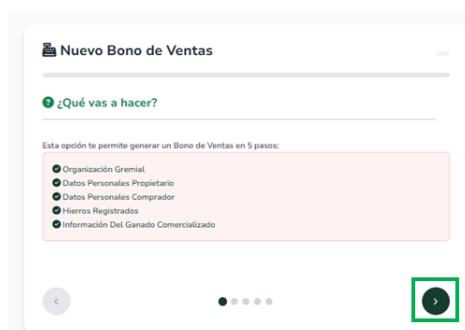 Nuevo Bono de Ventas
¿Qué vas a hacer?
Esta opción te permite generar un Bono de Ventas en 5 pasos:
Organización Gremial
Datos Personales Propietario
Datos Personales Comprador
Hierros Registrados
Información Del Ganado Comercializado